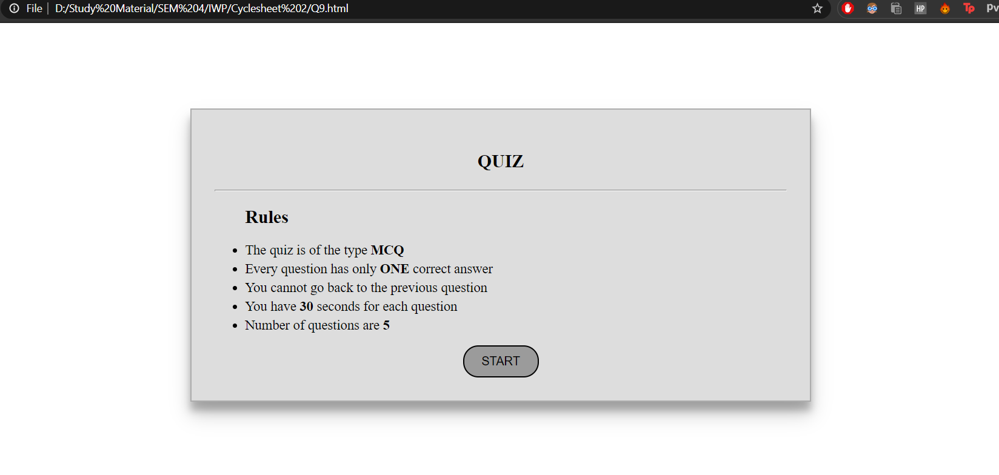 File D:/Study%20Material/SEM%204/IWP/Cyclesheet%202/Q9.html
HP Tp
QUIZ
Rules
The quiz is of the type MCQ
Every question has only ONE correct answer
You cannot go back to the previous question
You have 30 seconds for each question
Number of questions are 5
START